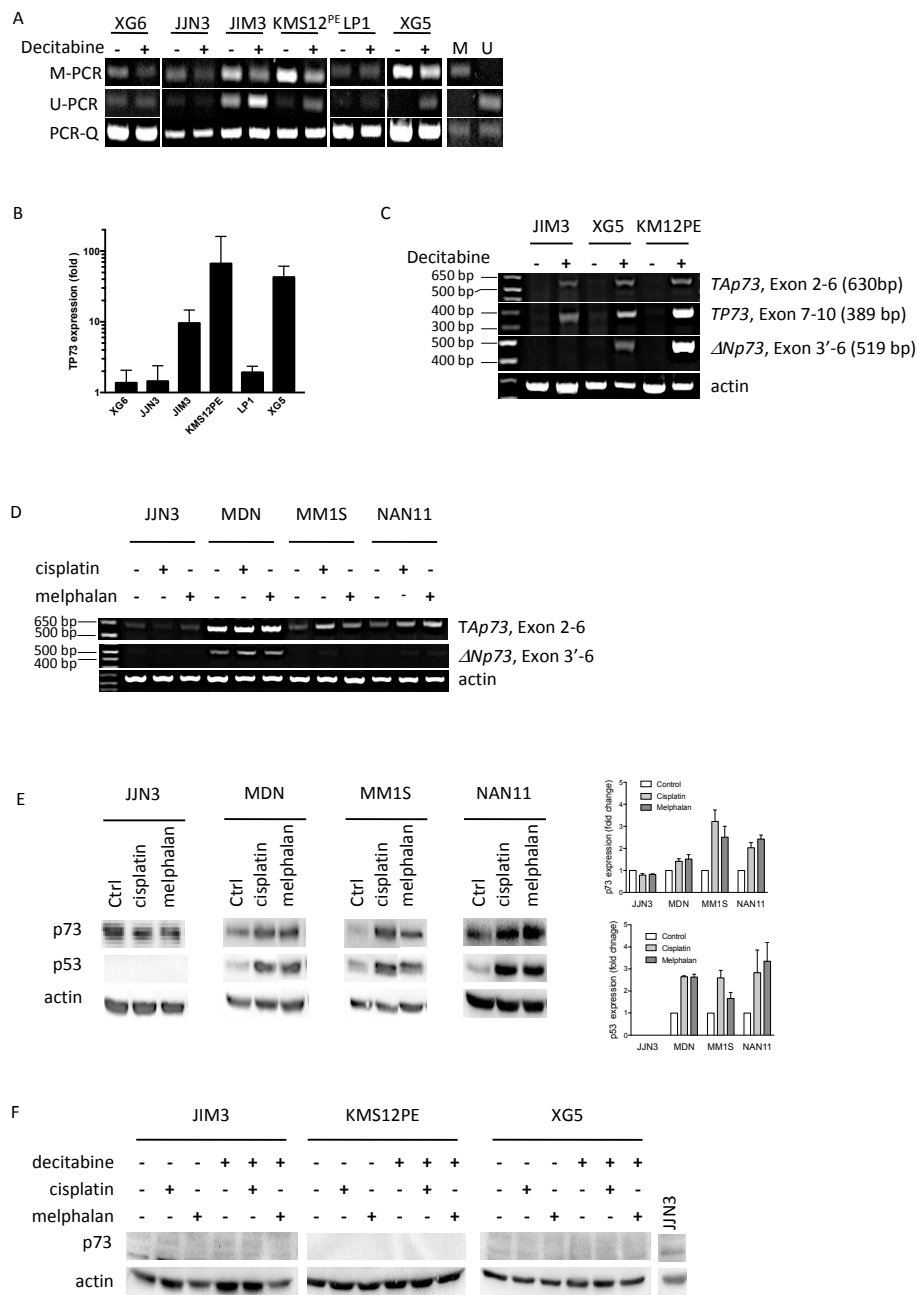 A
XG6 JJN3 JIM3 KMS12PE LP1 XG5
Decitabine - + - + - + - + - + - + M U
M-PCR
U-PCR
PCR-Q
B
TP73 expression (fold)
100
10
1
XG6 JJN3 JIM3 KMS12PE LP1 XG5
C
JIM3 XG5 KM12PE
Decitabine - + - + - +
650 bp
500 bp
TAp73, Exon 2-6 (630bp)
400 bp
300 bp
TP73, Exon 7-10 (389 bp)
500 bp
400 bp
ΔNp73, Exon 3’-6 (519 bp)
actin
D
JJN3 MDN MM1S NAN11
cisplatin - + - - + - - + - - + -
melphalan - - + - - + - - + - - +
650 bp
500 bp
TAp73, Exon 2-6
500 bp
400 bp
ΔNp73, Exon 3’-6
actin
E
JJN3 MDN MM1S NAN11
Ctrl cisplatin melphalan Ctrl cisplatin melphalan Ctrl cisplatin melphalan Ctrl cisplatin melphalan
p73
p53
actin
p73 expression (fold change)
5
4
3
2
1
0
Control
Cisplatin
Melphalan
JJN3 MDN MM1S NAN11
p53 expression (fold change)
5
4
3
2
1
0
Control
Cisplatin
Melphalan
JJN3 MDN MM1S NAN11
F
JIM3 KMS12PE XG5
decitabine - - - + + + - - - + + + - - - + + +
cisplatin - + - - + - - + - - + - - + - - + -
melphalan - - + - - + - - + - - + - - + - - +
JJN3
p73
actin